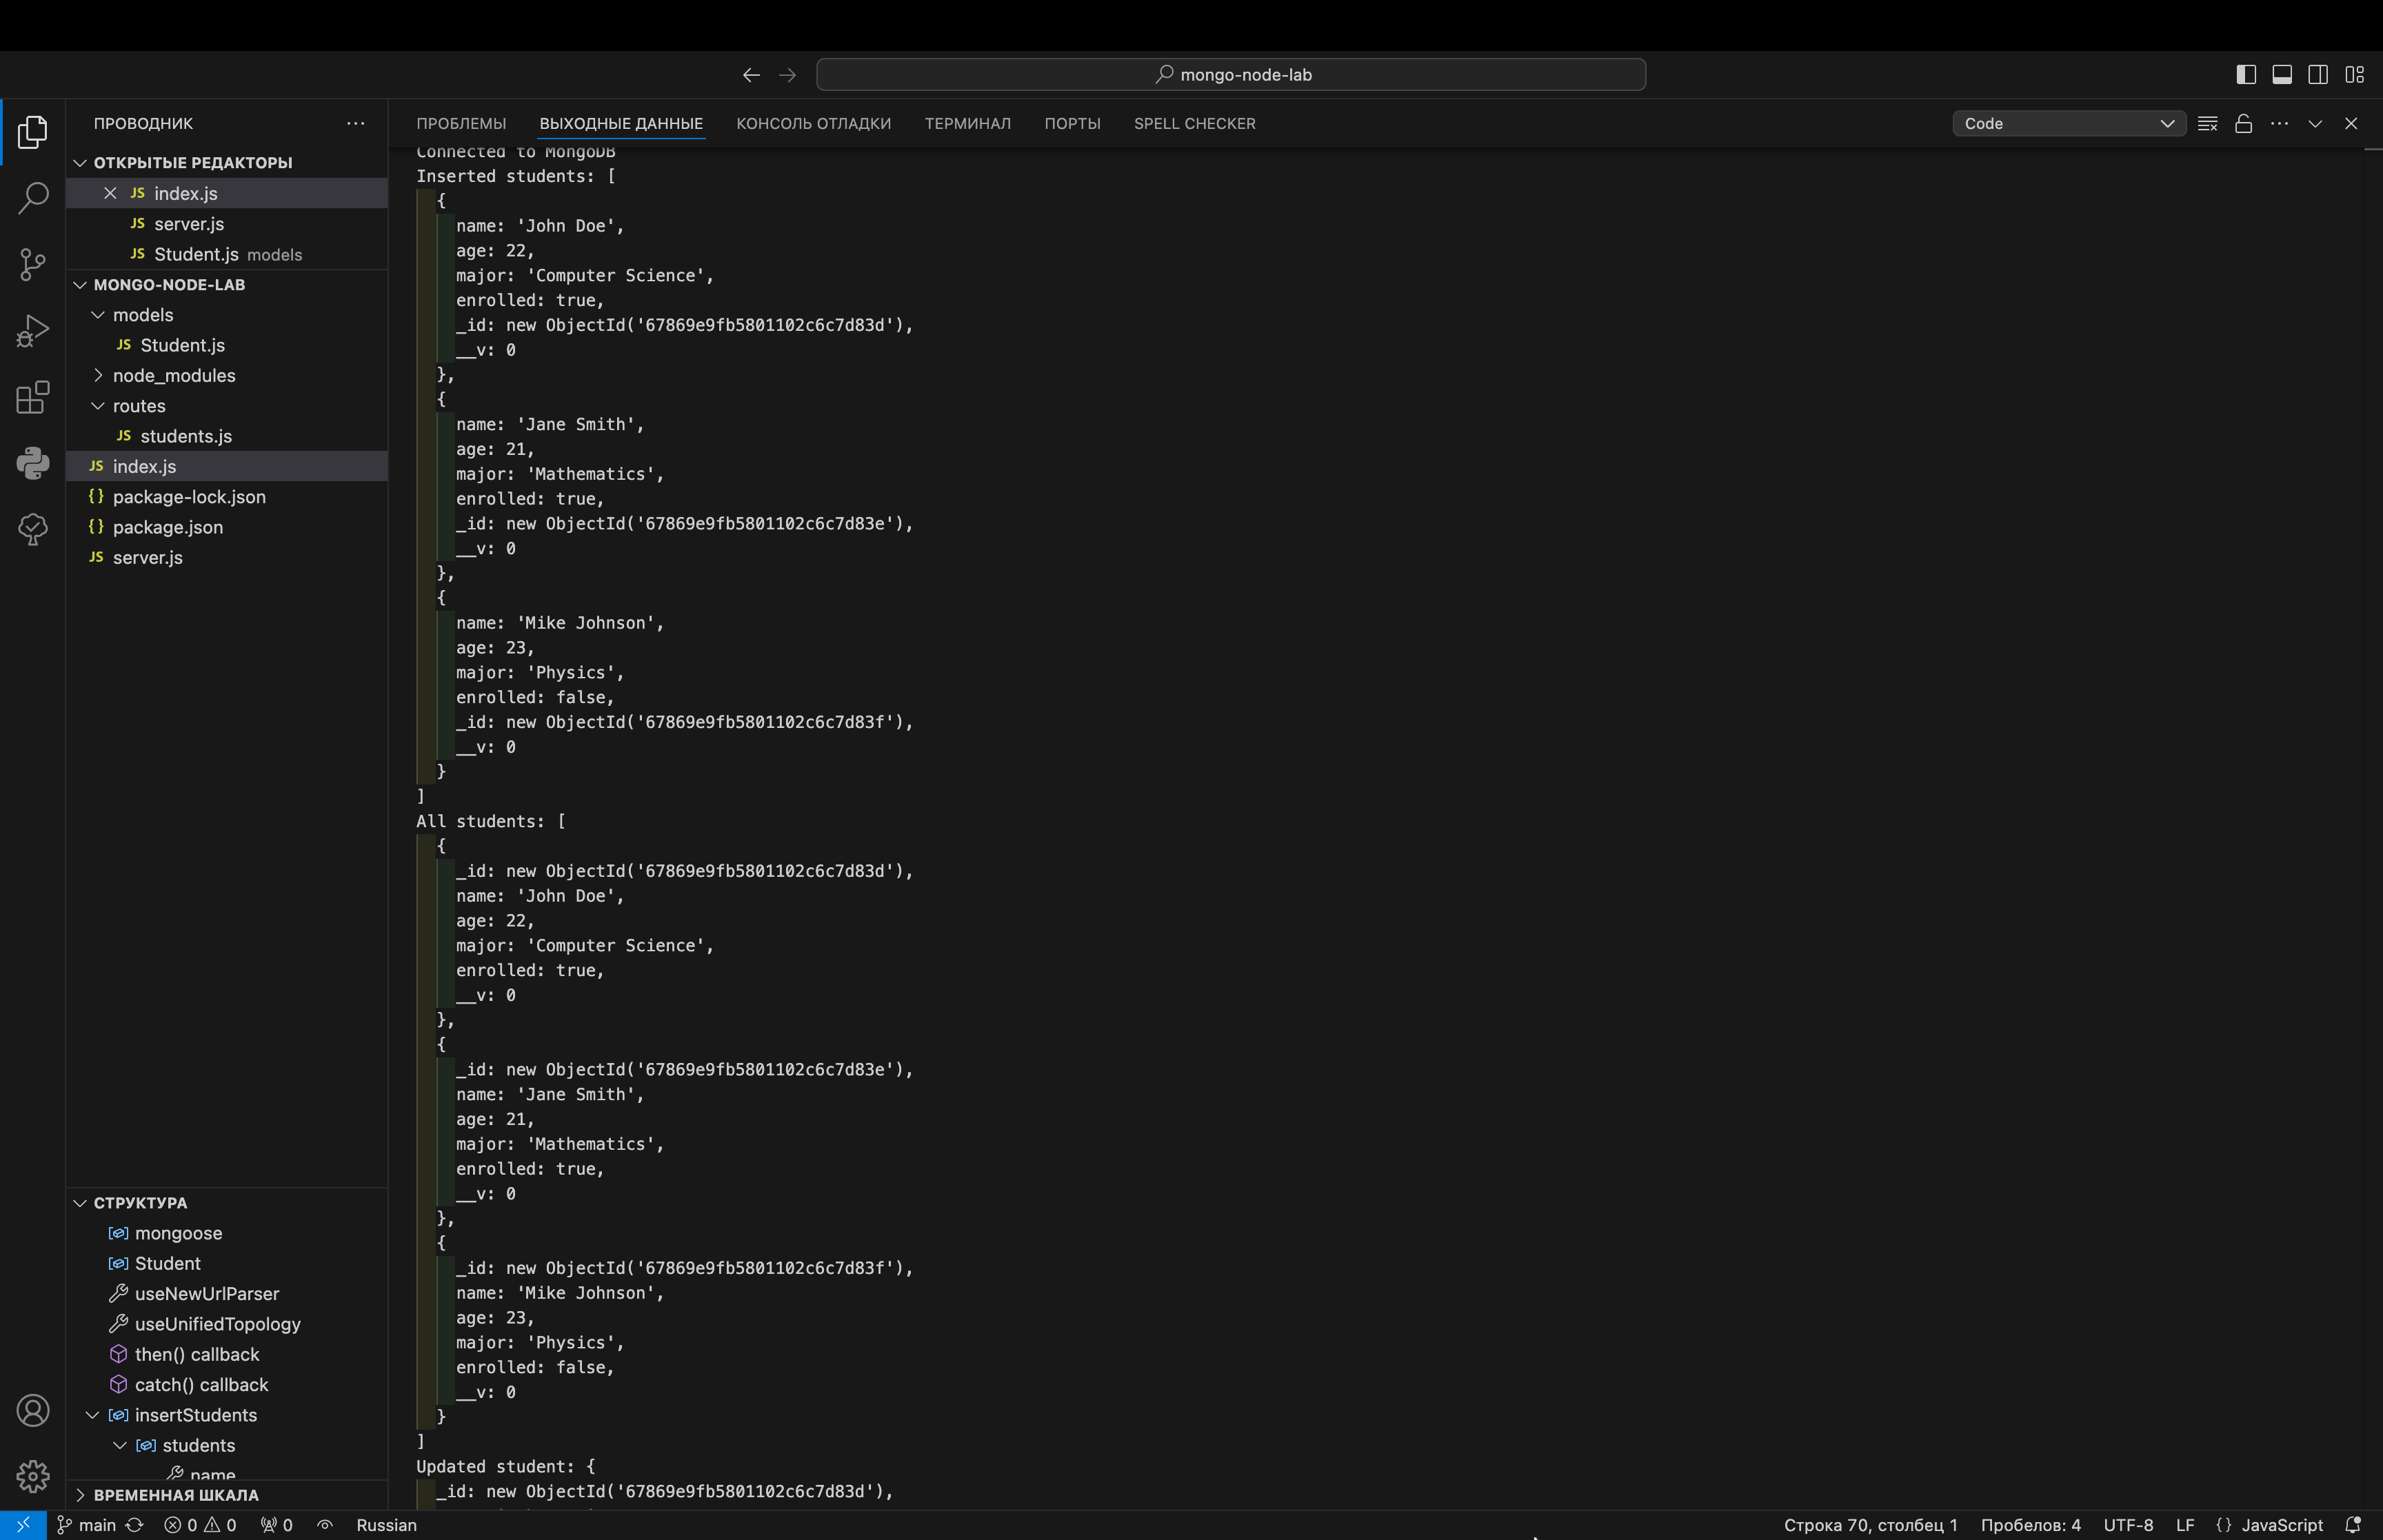 mongo-node-lab
ПРОВОДНИК
ОТКРЫТЫЕ РЕДАКТОРЫ
JS index.js
JS server.js
JS Student.js models
MONGO-NODE-LAB
models
JS Student.js
node_modules
routes
JS students.js
JS index.js
{} package-lock.json
{} package.json
JS server.js
СТРУКТУРА
mongoose
Student
useNewUrlParser
useUnifiedTopology
then() callback
catch() callback
insertStudents
students
name
ВРЕМЕННАЯ ШКАЛА
ПРОБЛЕМЫ ВЫХОДНЫЕ ДАННЫЕ КОНСОЛЬ ОТЛАДКИ ТЕРМИНАЛ ПОРТЫ SPELL CHECKER Code
Connected to MongoDB
Inserted students: [
{
name: 'John Doe',
age: 22,
major: 'Computer Science',
enrolled: true,
_id: new ObjectId('67869e9fb5801102c6c7d83d'),
__v: 0
},
{
name: 'Jane Smith',
age: 21,
major: 'Mathematics',
enrolled: true,
_id: new ObjectId('67869e9fb5801102c6c7d83e'),
__v: 0
},
{
name: 'Mike Johnson',
age: 23,
major: 'Physics',
enrolled: false,
_id: new ObjectId('67869e9fb5801102c6c7d83f'),
__v: 0
}
]
All students: [
{
_id: new ObjectId('67869e9fb5801102c6c7d83d'),
name: 'John Doe',
age: 22,
major: 'Computer Science',
enrolled: true,
__v: 0
},
{
_id: new ObjectId('67869e9fb5801102c6c7d83e'),
name: 'Jane Smith',
age: 21,
major: 'Mathematics',
enrolled: true,
__v: 0
},
{
_id: new ObjectId('67869e9fb5801102c6c7d83f'),
name: 'Mike Johnson',
age: 23,
major: 'Physics',
enrolled: false,
__v: 0
}
]
Updated student: {
_id: new ObjectId('67869e9fb5801102c6c7d83d'),
main 0 0 0 Russian Строка 70, столбец 1 Пробелов: 4 UTF-8 LF {} JavaScript